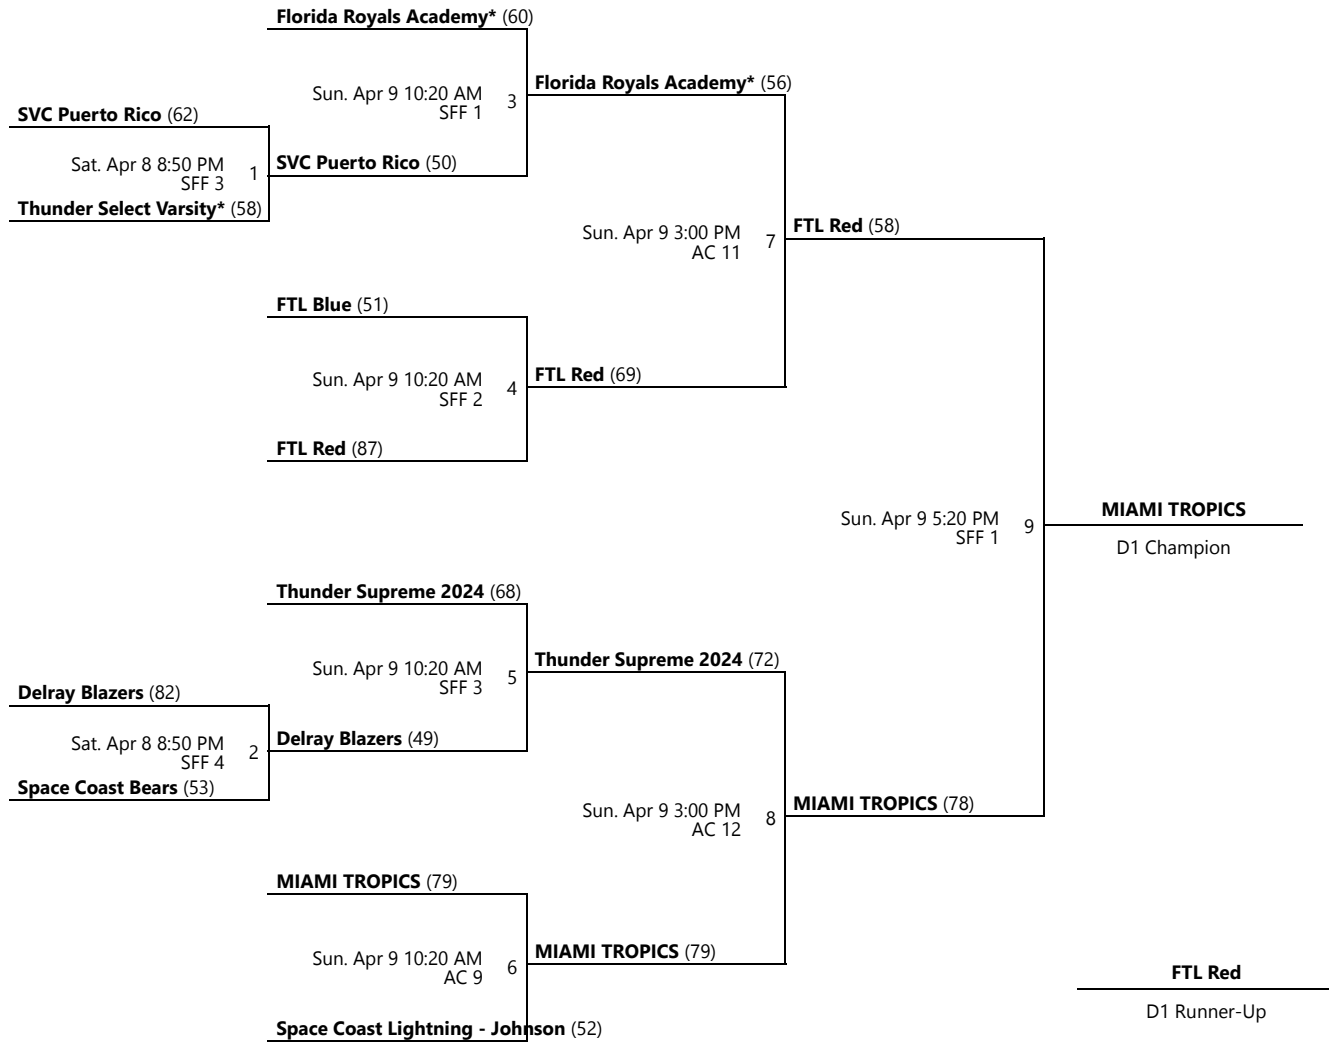 Florida Royals Academy* (60)
Sun. Apr 9 10:20 AM
SFF 1
3
Florida Royals Academy* (56)
SVC Puerto Rico (62)
Sat. Apr 8 8:50 PM
SFF 3
1
SVC Puerto Rico (50)
Thunder Select Varsity* (58)
Sun. Apr 9 3:00 PM
AC 11
7
FTL Red (58)
FTL Blue (51)
Sun. Apr 9 10:20 AM
SFF 2
4
FTL Red (69)
FTL Red (87)
Sun. Apr 9 5:20 PM
SFF 1
9
MIAMI TROPICS
D1 Champion
Thunder Supreme 2024 (68)
Sun. Apr 9 10:20 AM
SFF 3
5
Thunder Supreme 2024 (72)
Delray Blazers (82)
Sat. Apr 8 8:50 PM
SFF 4
2
Delray Blazers (49)
Space Coast Bears (53)
Sun. Apr 9 3:00 PM
AC 12
8
MIAMI TROPICS (78)
MIAMI TROPICS (79)
Sun. Apr 9 10:20 AM
AC 9
6
MIAMI TROPICS (79)
Space Coast Lightning - Johnson (52)
FTL Red
D1 Runner-Up